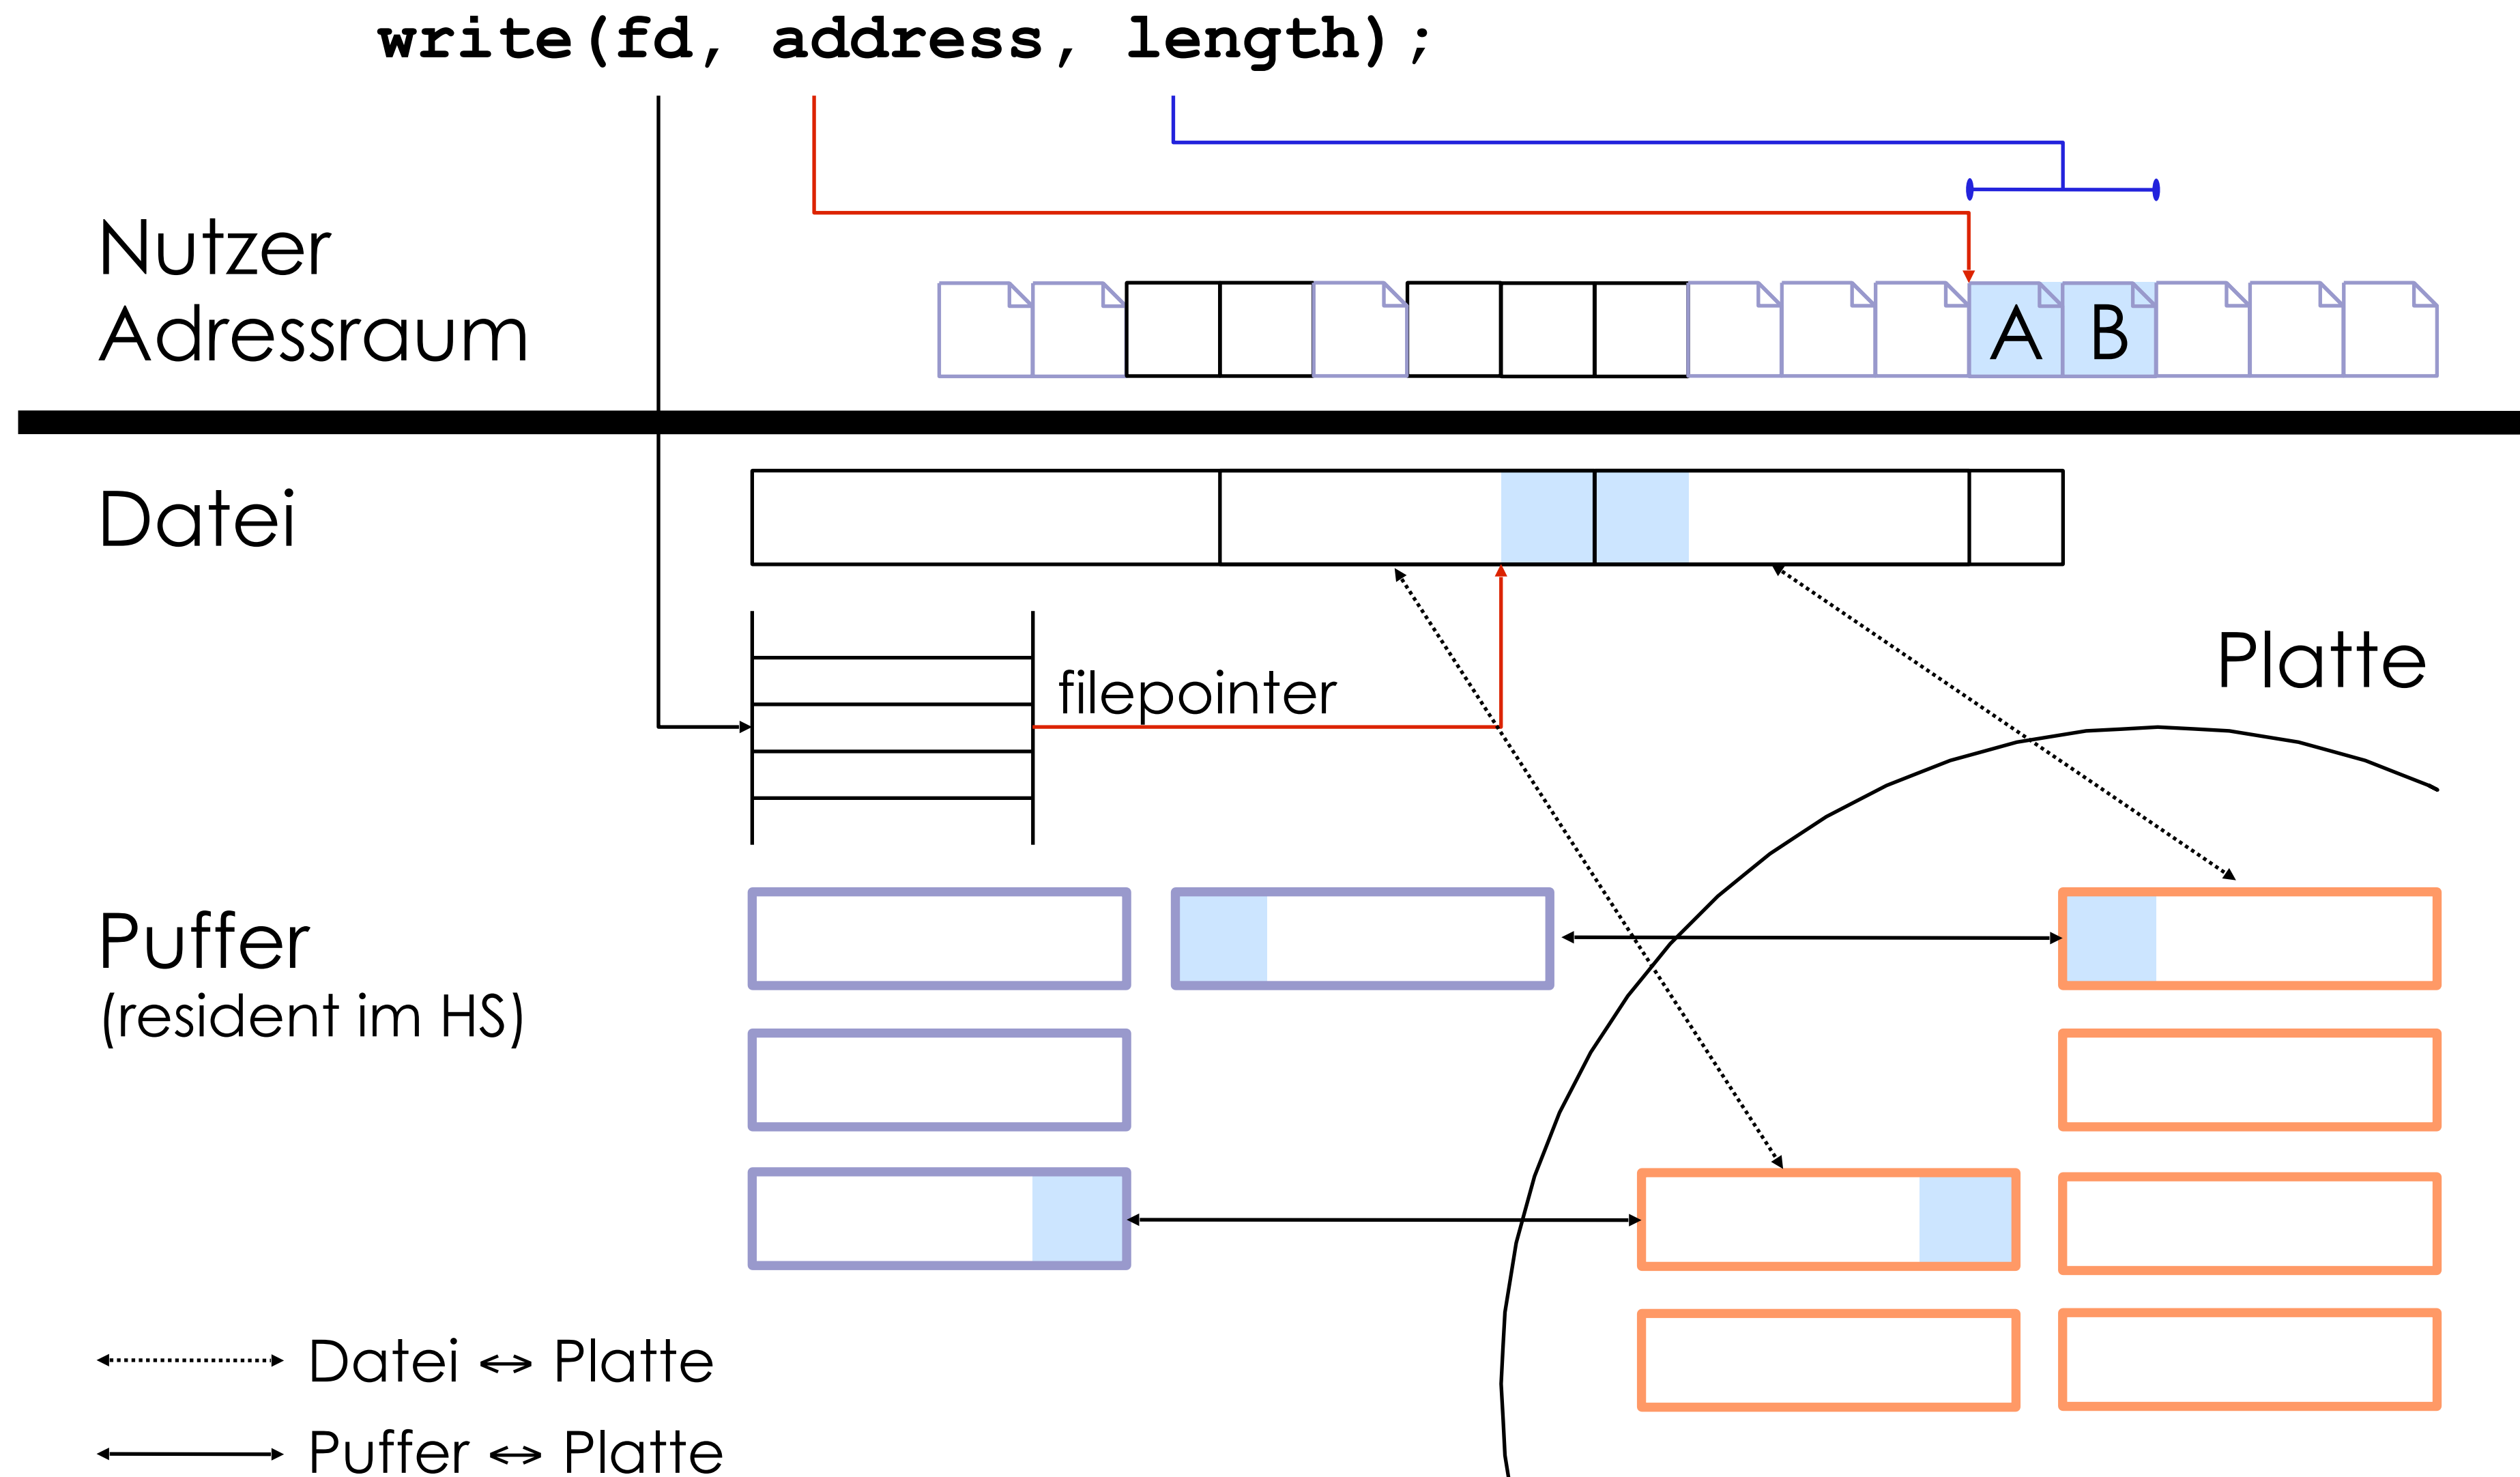 write(fd, address, length);
Nutzer
Adressraum
A B
Datei
Platte
filepointer
Puffer
(resident im HS)
Datei ⇔ Platte
Puffer ⇔ Platte